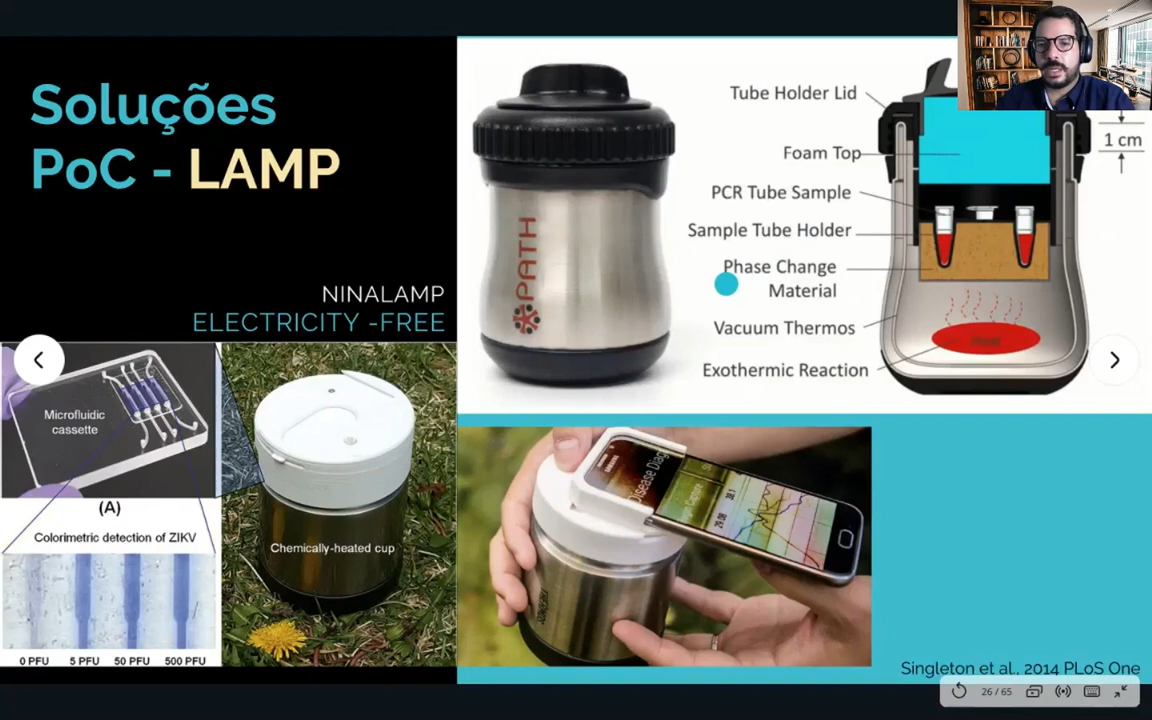 Soluções
PoC - LAMP
NINALAMP
ELECTRICITY -FREE
PATH
Tube Holder Lid
Foam Top
PCR Tube Sample
Sample Tube Holder
Phase Change
Material
Vacuum Thermos
Exothermic Reaction
1 cm
Microfluidic
cassette
(A)
Colorimetric detection of ZIKV
0 PFU 5 PFU 50 PFU 500 PFU
Chemically-heated cup
Disease Diag
Singleton et al., 2014 PLoS One
26 / 65